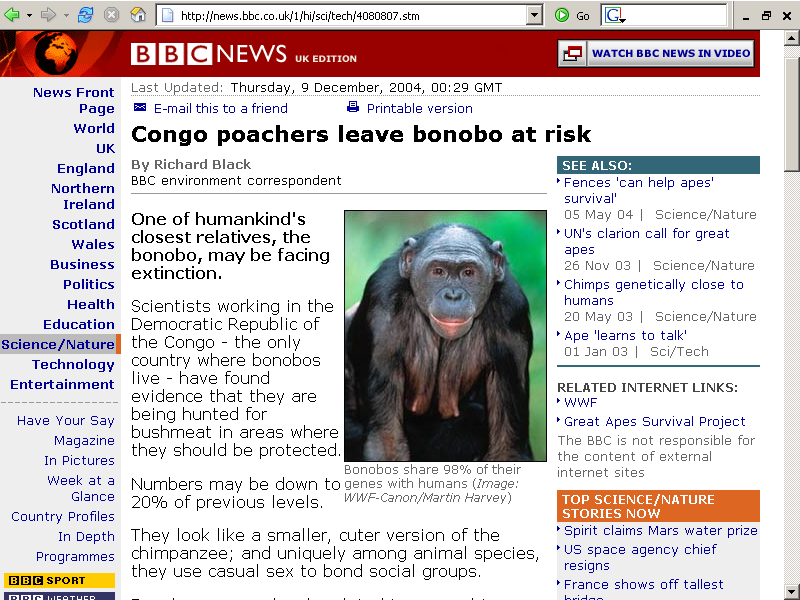 http://news.bbc.co.uk/1/hi/sci/tech/4080807.stm
Go
G
BBC NEWS UK EDITION
WATCH BBC NEWS IN VIDEO
News Front
Page
World
UK
England
Northern
Ireland
Scotland
Wales
Business
Politics
Health
Education
Science/Nature
Technology
Entertainment
Have Your Say
Magazine
In Pictures
Week at a
Glance
Country Profiles
In Depth
Programmes
BBC SPORT
BBC WEATHER
Last Updated: Thursday, 9 December, 2004, 00:29 GMT
E-mail this to a friend
Printable version
Congo poachers leave bonobo at risk
By Richard Black
BBC environment correspondent
One of humankind's
closest relatives, the
bonobo, may be facing
extinction.
Scientists working in the
Democratic Republic of
the Congo - the only
country where bonobos
live - have found
evidence that they are
being hunted for
bushmeat in areas where
they should be protected.
Numbers may be down to
20% of previous levels.
Bonobos share 98% of their
genes with humans (Image:
WWF-Canon/Martin Harvey)
They look like a smaller, cuter version of the
chimpanzee; and uniquely among animal species,
they use casual sex to bond social groups.
SEE ALSO:
Fences 'can help apes'
survival'
05 May 04 | Science/Nature
UN's clarion call for great
apes
26 Nov 03 | Science/Nature
Chimps genetically close to
humans
20 May 03 | Science/Nature
Ape 'learns to talk'
01 Jan 03 | Sci/Tech
RELATED INTERNET LINKS:
WWF
Great Apes Survival Project
The BBC is not responsible for
the content of external
internet sites
TOP SCIENCE/NATURE
STORIES NOW
Spirit claims Mars water prize
US space agency chief
resigns
France shows off tallest
bridge